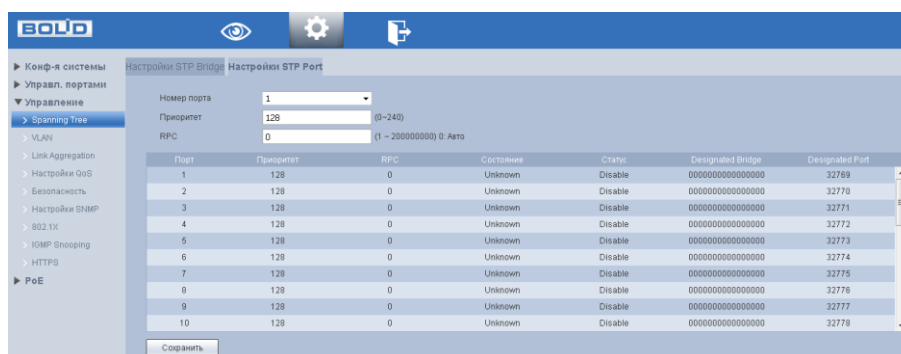 BOLID
▶ Конф-я системы
▶ Управл. портами
▼ Управление
> Spanning Tree
> VLAN
> Link Aggregation
> Настройки QoS
> Безопасность
> Настройки SNMP
> 802.1X
> IGMP Snooping
> HTTPS
▶ PoE
Настройки STP Bridge Настройки STP Port
Номер порта 1
Приоритет 128 (0~240)
RPC 0 (1 ~ 200000000) 0: Авто
Порт Приоритет RPC Состояние Статус Designated Bridge Designated Port
1 128 0 Unknown Disable 0000000000000000 32769
2 128 0 Unknown Disable 0000000000000000 32770
3 128 0 Unknown Disable 0000000000000000 32771
4 128 0 Unknown Disable 0000000000000000 32772
5 128 0 Unknown Disable 0000000000000000 32773
6 128 0 Unknown Disable 0000000000000000 32774
7 128 0 Unknown Disable 0000000000000000 32775
8 128 0 Unknown Disable 0000000000000000 32776
9 128 0 Unknown Disable 0000000000000000 32777
10 128 0 Unknown Disable 0000000000000000 32778
Сохранить